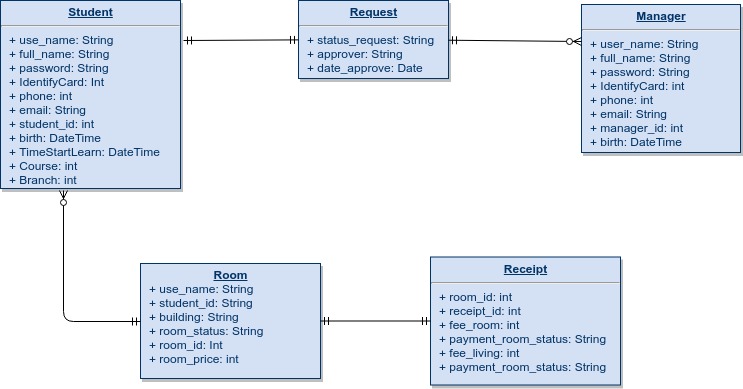 Student
+ use_name: String
+ full_name: String
+ password: String
+ IdentifyCard: Int
+ phone: int
+ email: String
+ student_id: int
+ birth: DateTime
+ TimeStartLearn: DateTime
+ Course: int
+ Branch: int
Request
+ status_request: String
+ approver: String
+ date_approve: Date
Manager
+ user_name: String
+ full_name: String
+ password: String
+ IdentifyCard: int
+ phone: int
+ email: String
+ manager_id: int
+ birth: DateTime
Room
+ use_name: String
+ student_id: String
+ building: String
+ room_status: String
+ room_id: Int
+ room_price: int
Receipt
+ room_id: int
+ receipt_id: int
+ fee_room: int
+ payment_room_status: String
+ fee_living: int
+ payment_room_status: String